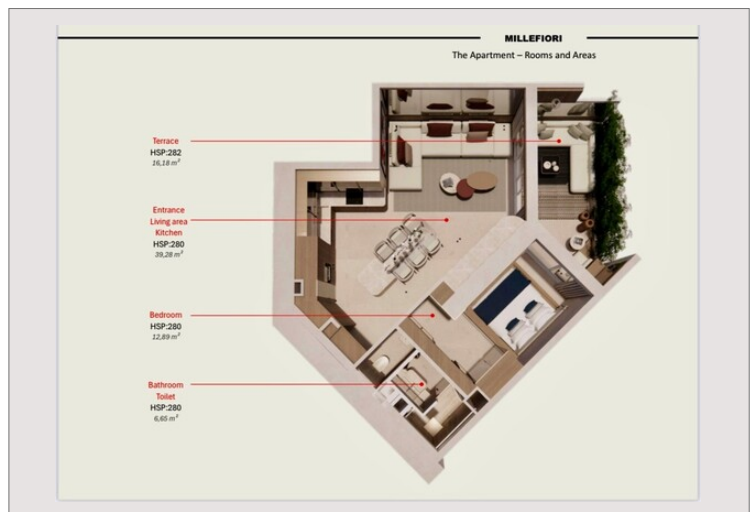 MILLEFIORI
The Apartment – Rooms and Areas
Terrace
HSP:282
16,18 m²
Entrance
Living area
Kitchen
HSP:280
39,28 m²
Bedroom
HSP:280
12,89 m²
Bathroom
Toilet
HSP:280
6,65 m²